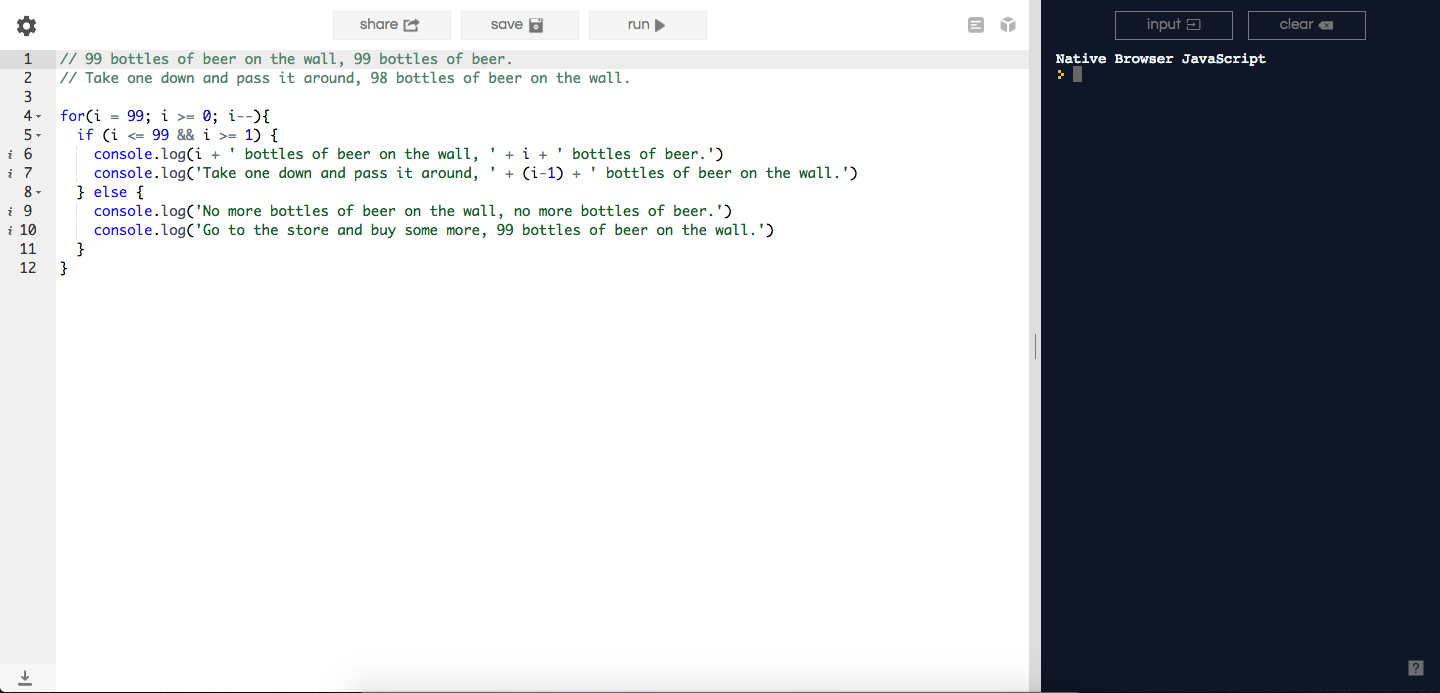 share save run input clear
1 // 99 bottles of beer on the wall, 99 bottles of beer.
2 // Take one down and pass it around, 98 bottles of beer on the wall.
3
4 for(i = 99; i >= 0; i--){
5   if (i <= 99 && i >= 1) {
i 6     console.log(i + ' bottles of beer on the wall, ' + i + ' bottles of beer.')
i 7     console.log('Take one down and pass it around, ' + (i-1) + ' bottles of beer on the wall.')
8   } else {
i 9     console.log('No more bottles of beer on the wall, no more bottles of beer.')
i 10     console.log('Go to the store and buy some more, 99 bottles of beer on the wall.')
11   }
12 }
Native Browser JavaScript
>
?